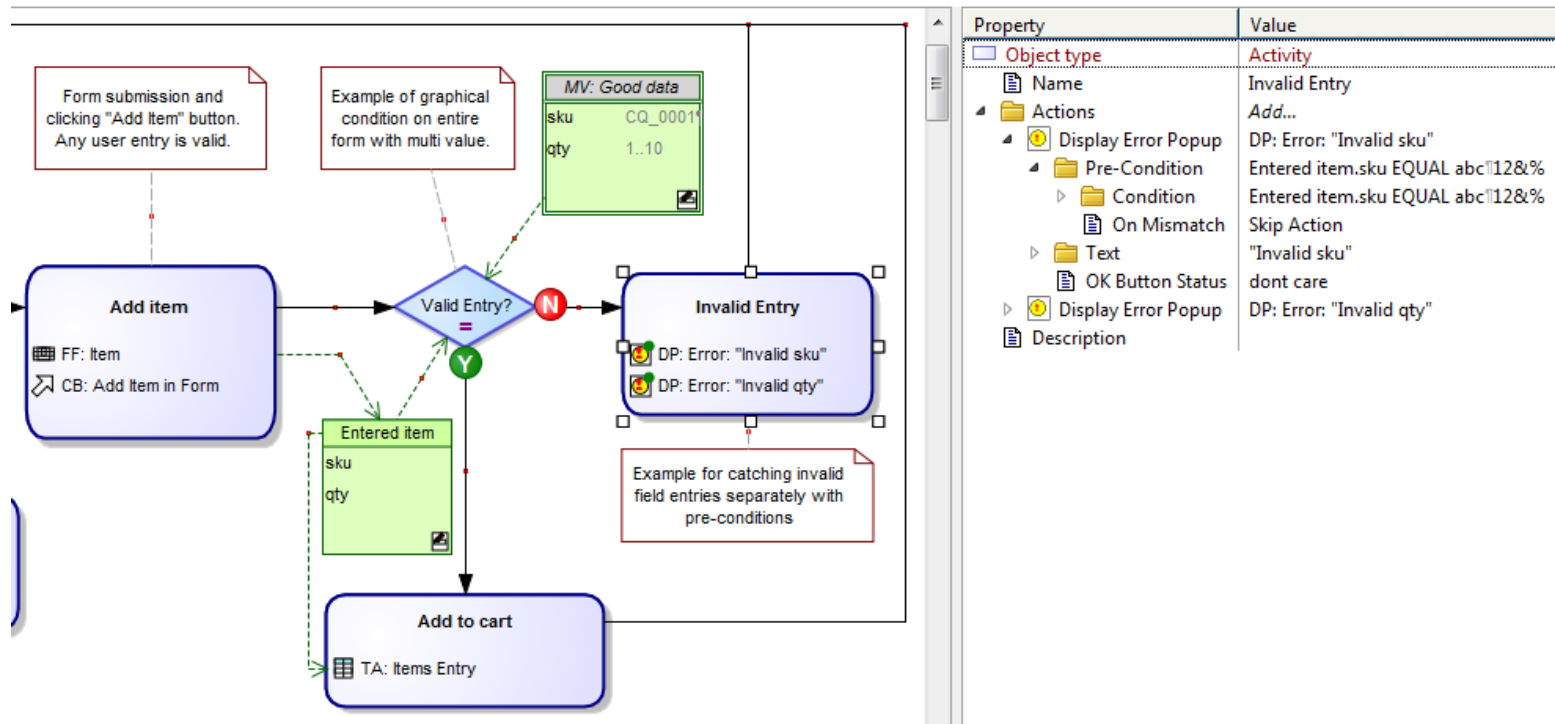 Form submission and
clicking "Add Item" button.
Any user entry is valid.
Example of graphical
condition on entire
form with multi value.
MV: Good data
sku CQ_0001¶
qty 1..10
Add item
FF: Item
CB: Add Item in Form
Valid Entry?
=
N
Y
Invalid Entry
DP: Error: "Invalid sku"
DP: Error: "Invalid qty"
Entered item
sku
qty
Example for catching invalid
field entries separately with
pre-conditions
Add to cart
TA: Items Entry
Property Value
Object type Activity
Name Invalid Entry
Actions Add...
Display Error Popup DP: Error: "Invalid sku"
Pre-Condition Entered item.sku EQUAL abc¶12&%
Condition Entered item.sku EQUAL abc¶12&%
On Mismatch Skip Action
Text "Invalid sku"
OK Button Status dont care
Display Error Popup DP: Error: "Invalid qty"
Description